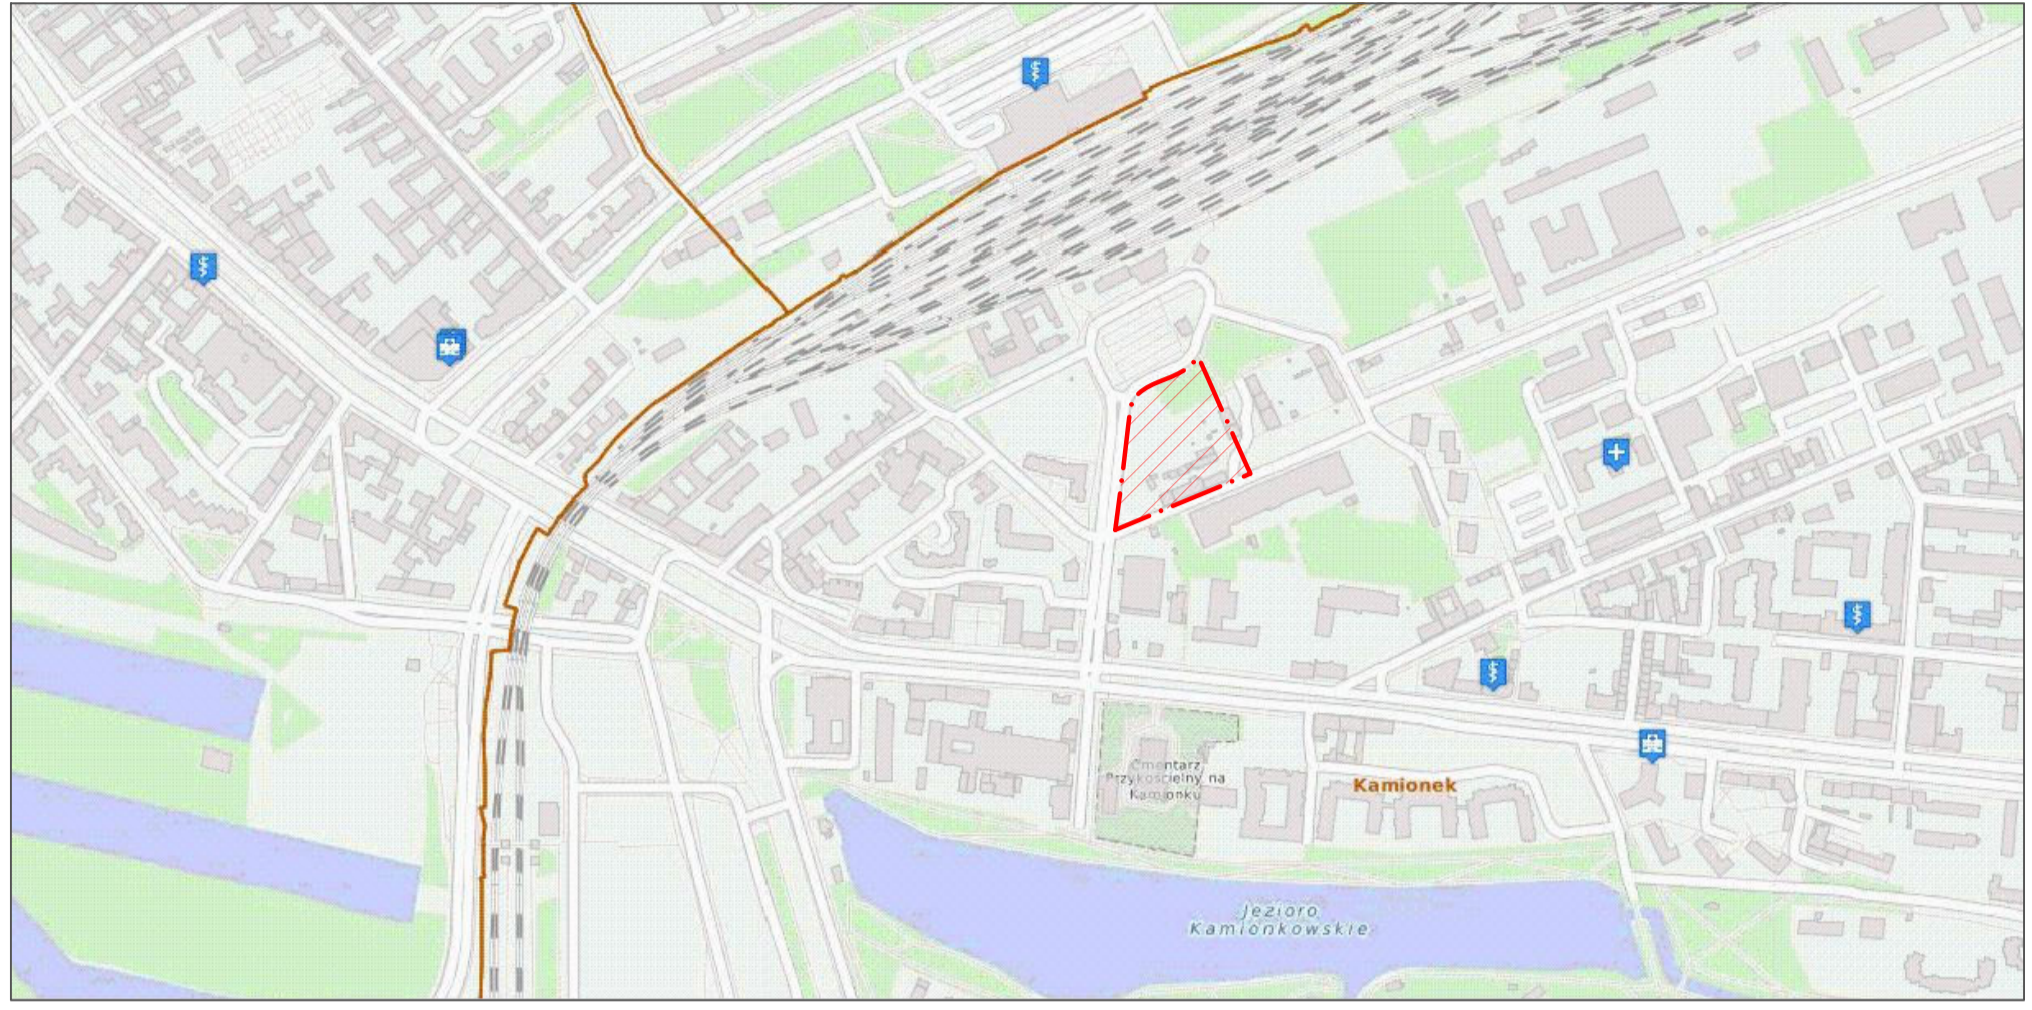 Cmentarz
Przykościelny na
Kamionku
Kamionek
Jezioro
Kamionkowskie